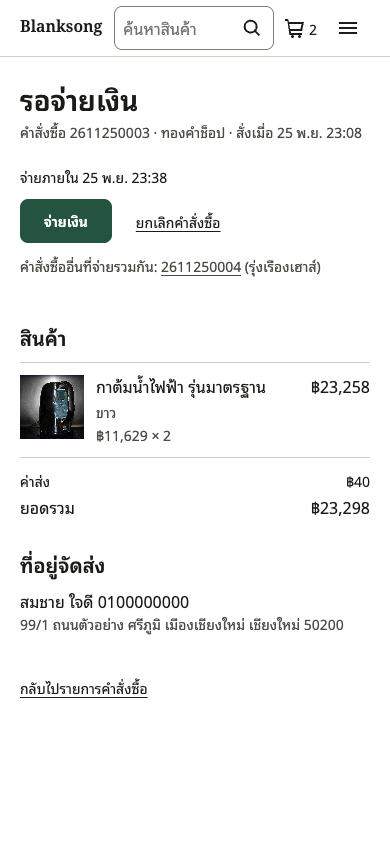 Blanksong
ค้นหาสินค้า
2
รอจ่ายเงิน
คำสั่งซื้อ 2611250003 · ทองคำช็อป · สั่งเมื่อ 25 พ.ย. 23:08
จ่ายภายใน 25 พ.ย. 23:38
จ่ายเงิน
ยกเลิกคำสั่งซื้อ
คำสั่งซื้ออื่นที่จ่ายรวมกัน: 2611250004 (รุ่งเรืองเฮาส์)
สินค้า
กาต้มน้ำไฟฟ้า รุ่นมาตรฐาน ฿23,258
ขาว
฿11,629 × 2
ค่าส่ง ฿40
ยอดรวม ฿23,298
ที่อยู่จัดส่ง
สมชาย ใจดี 0100000000
99/1 ถนนตัวอย่าง ศรีภูมิ เมืองเชียงใหม่ เชียงใหม่ 50200
กลับไปรายการคำสั่งซื้อ